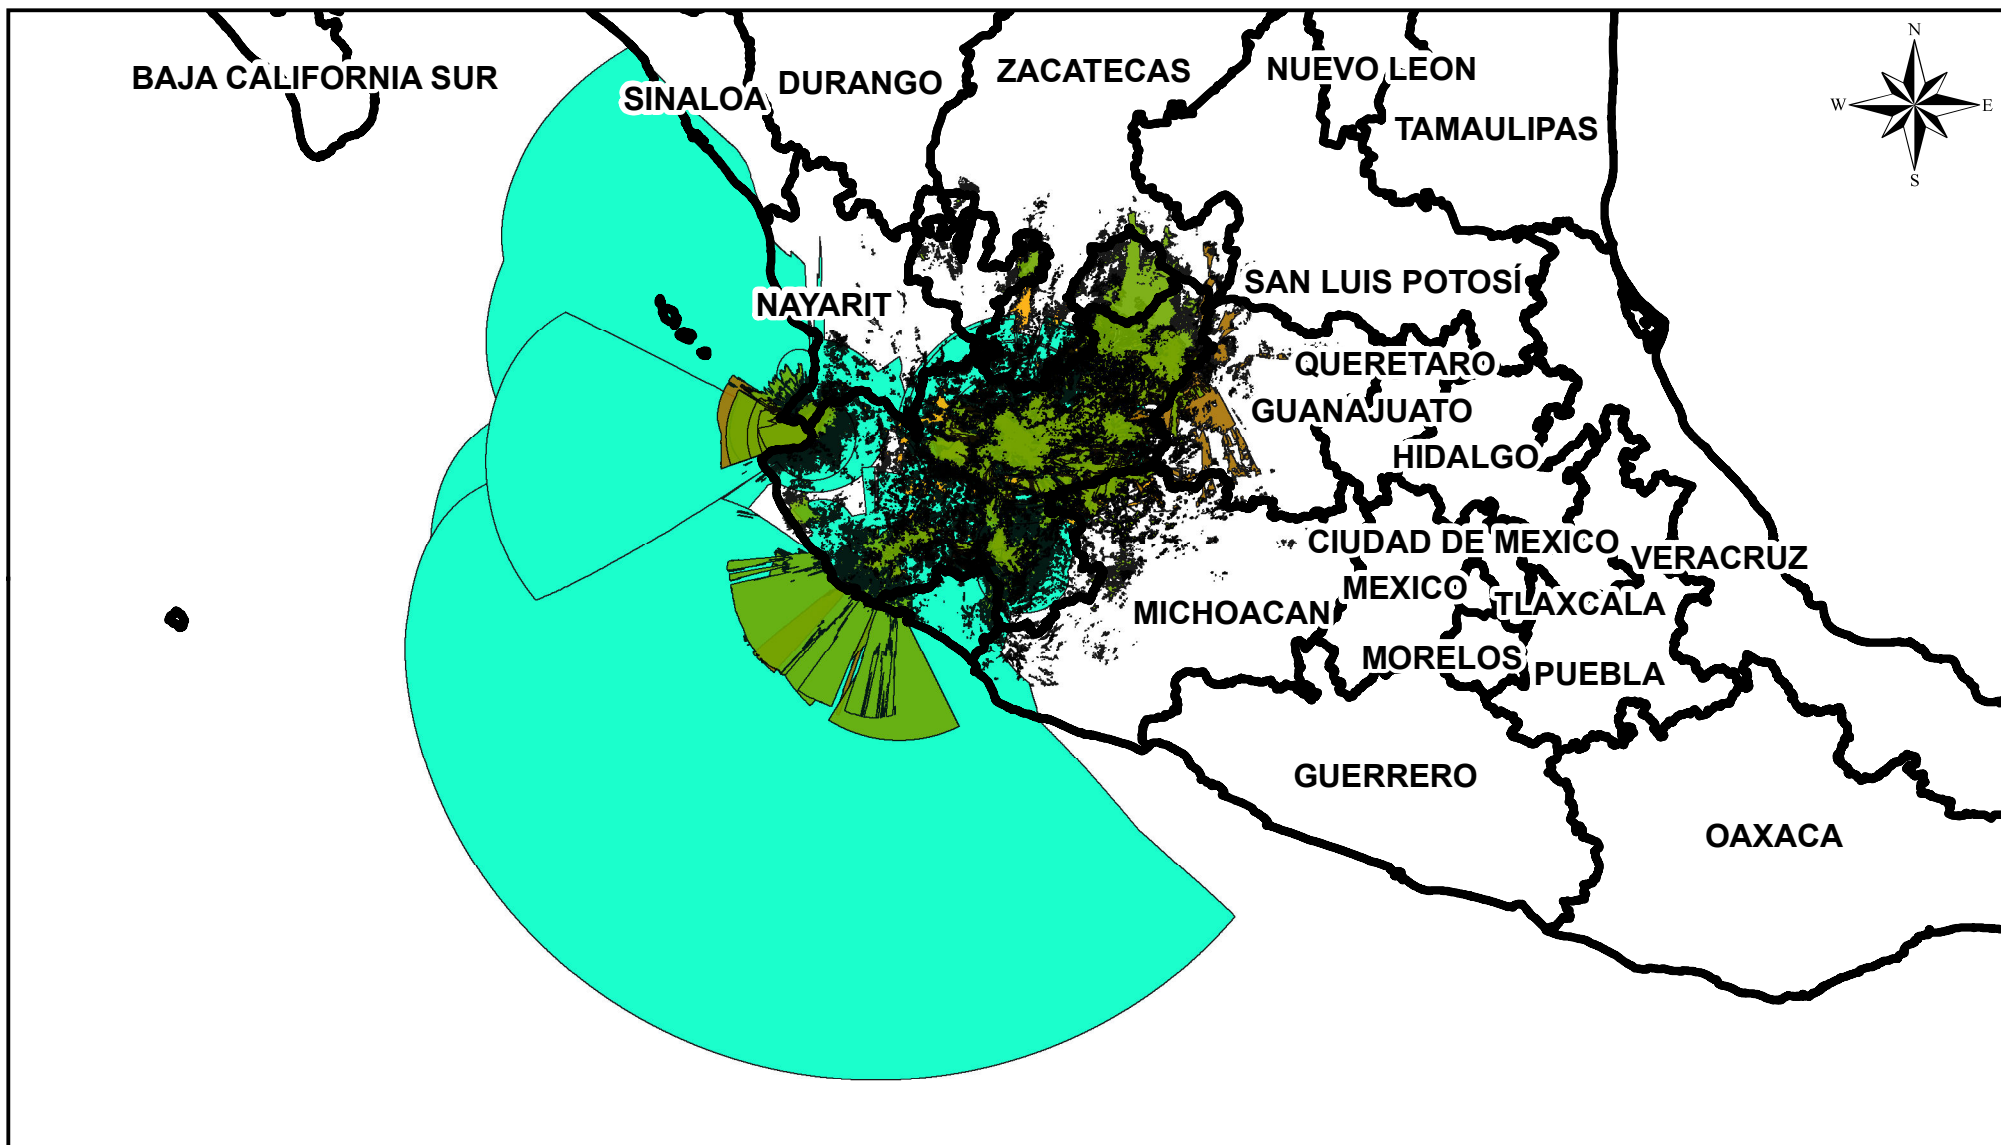 N
W E
S
BAJA CALIFORNIA SUR
SINALOA
DURANGO
ZACATECAS
NUEVO LEON
TAMAULIPAS
NAYARIT
SAN LUIS POTOSÍ
QUERETARO
GUANAJUATO
HIDALGO
CIUDAD DE MEXICO
VERACRUZ
MEXICO
TLAXCALA
MICHOACAN
MORELOS
PUEBLA
GUERRERO
OAXACA